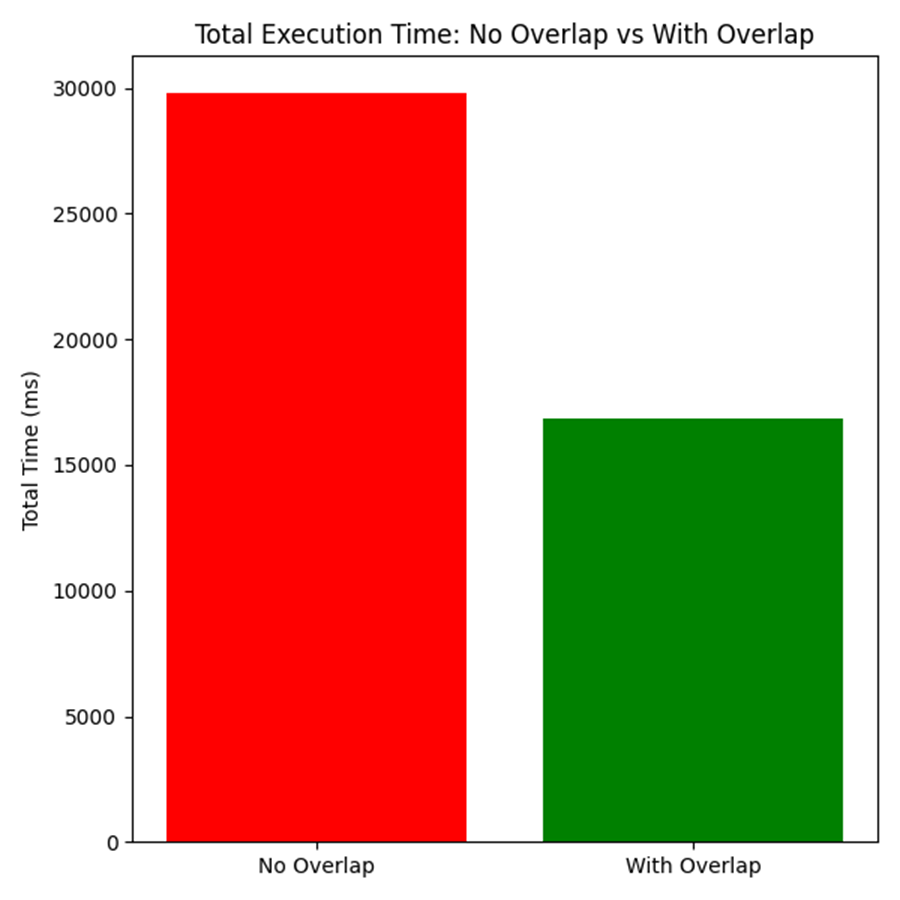 Total Execution Time: No Overlap vs With Overlap
30000
25000
20000
15000
10000
5000
0
Total Time (ms)
No Overlap
With Overlap